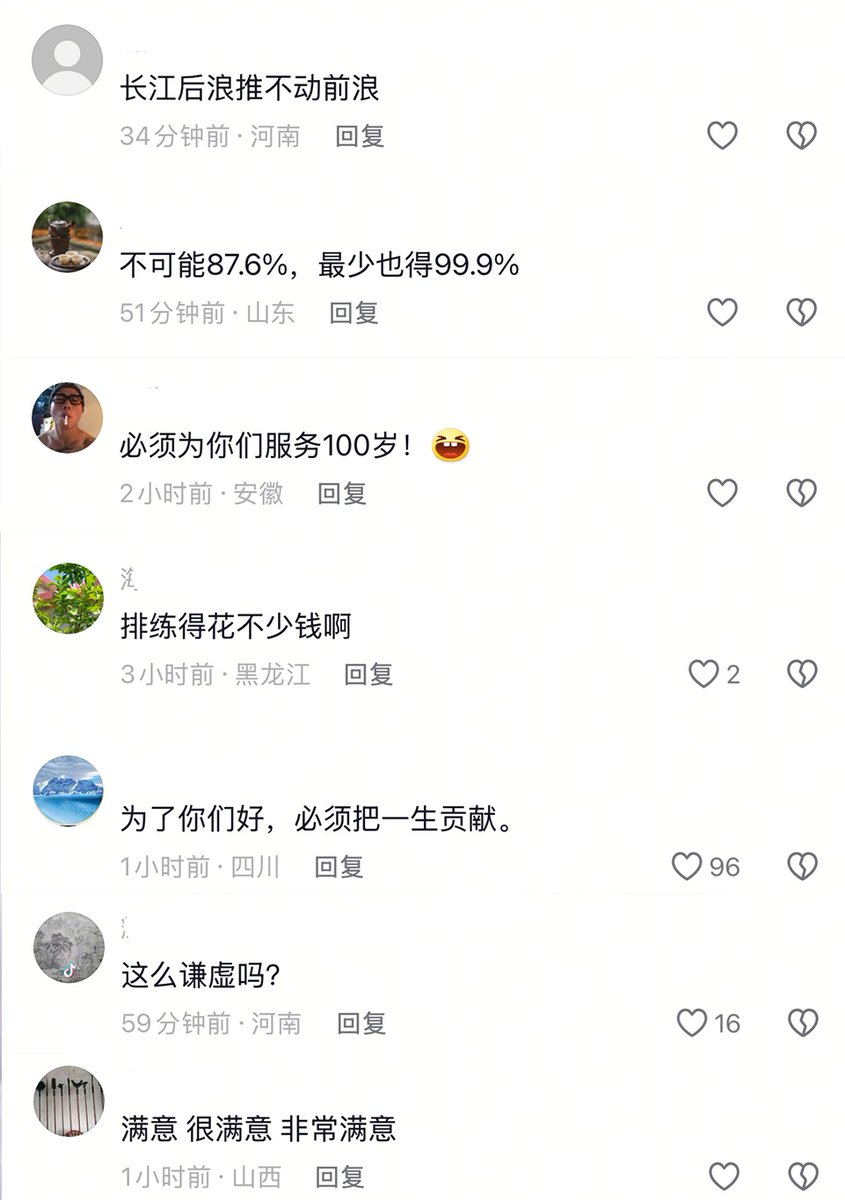 长江后浪推不动前浪
34分钟前·河南 回复
不可能87.6%，最少也得99.9%
51分钟前·山东 回复
必须为你们服务100岁！
2小时前·安徽 回复
排练得花不少钱啊
3小时前·黑龙江 回复 2
为了你们好，必须把一生贡献。
1小时前·四川 回复 96
这么谦虚吗？
59分钟前·河南 回复 16
满意 很满意 非常满意
1小时前·山西 回复